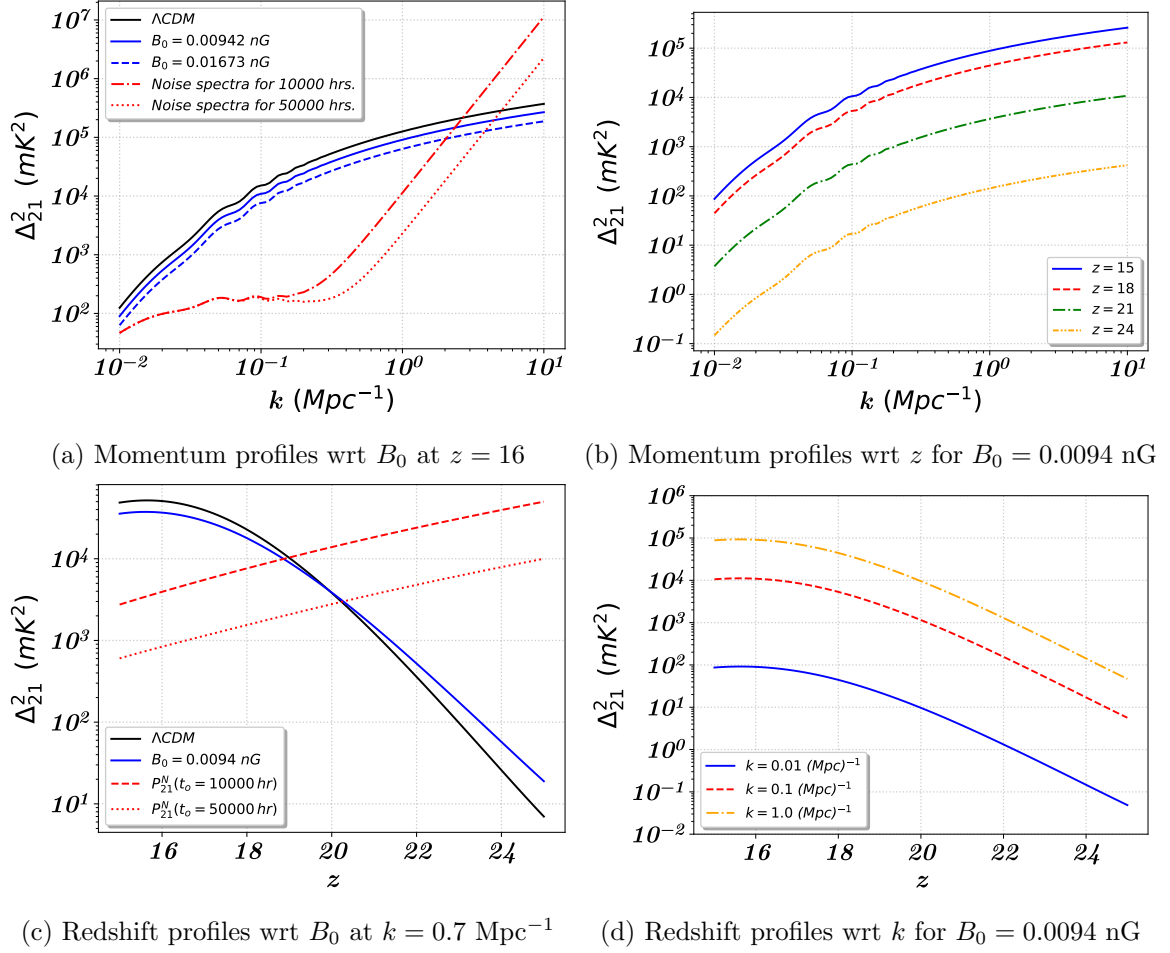 ΛCDM
B₀ = 0.00942 nG
B₀ = 0.01673 nG
Noise spectra for 10000 hrs.
Noise spectra for 50000 hrs.
10⁷
10⁶
10⁵
10⁴
10³
10²
Δ²₂₁ (mK²)
10⁻² 10⁻¹ 10⁰ 10¹
k (Mpc⁻¹)
(a) Momentum profiles wrt B₀ at z = 16
10⁵
10⁴
10³
10²
10¹
10⁰
10⁻¹
Δ²₂₁ (mK²)
z = 15
z = 18
z = 21
z = 24
10⁻² 10⁻¹ 10⁰ 10¹
k (Mpc⁻¹)
(b) Momentum profiles wrt z for B₀ = 0.0094 nG
10⁴
10³
10²
10¹
Δ²₂₁ (mK²)
ΛCDM
B₀ = 0.0094 nG
Pᴺ₂₁(tₒ = 10000 hr)
Pᴺ₂₁(tₒ = 50000 hr)
16 18 20 22 24
z
(c) Redshift profiles wrt B₀ at k = 0.7 Mpc⁻¹
10⁶
10⁵
10⁴
10³
10²
10¹
10⁰
10⁻¹
10⁻²
Δ²₂₁ (mK²)
k = 0.01 (Mpc)⁻¹
k = 0.1 (Mpc)⁻¹
k = 1.0 (Mpc)⁻¹
16 18 20 22 24
z
(d) Redshift profiles wrt k for B₀ = 0.0094 nG